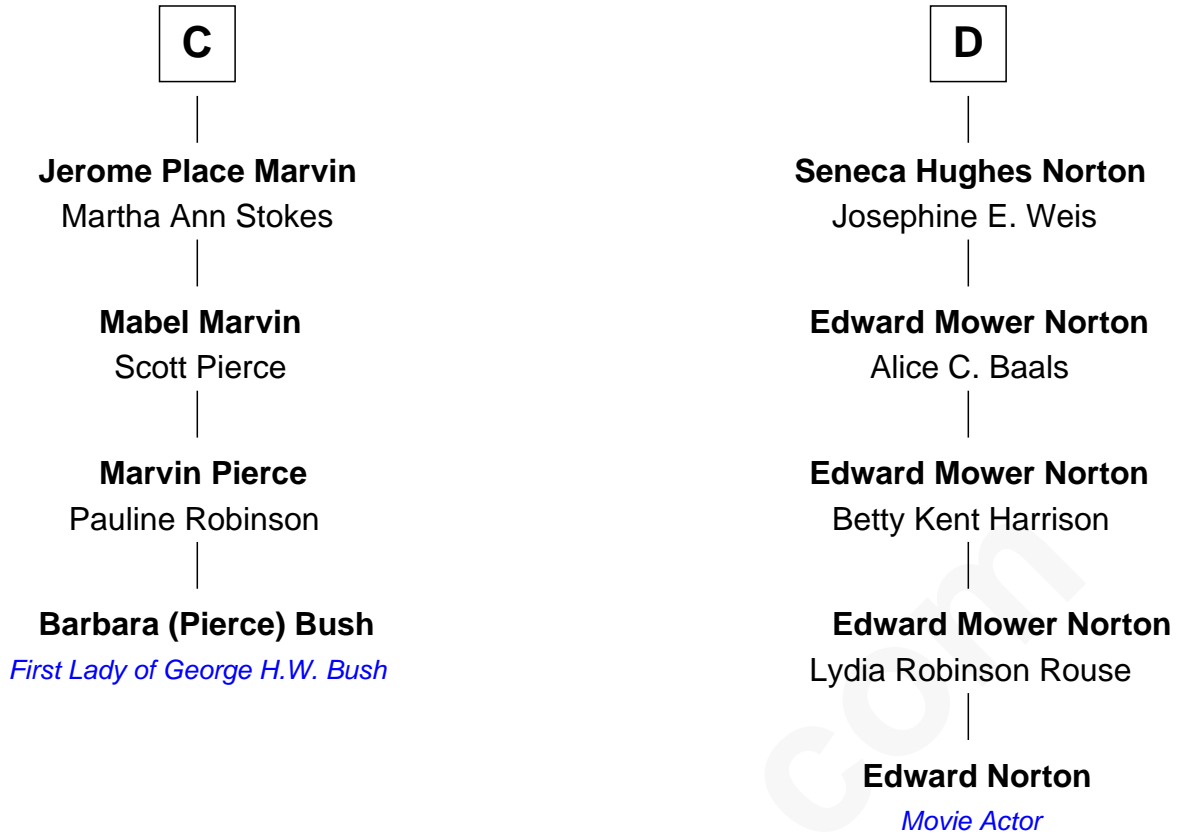 C
Jerome Place Marvin
Martha Ann Stokes
Mabel Marvin
Scott Pierce
Marvin Pierce
Pauline Robinson
Barbara (Pierce) Bush
First Lady of George H.W. Bush
D
Seneca Hughes Norton
Josephine E. Weis
Edward Mower Norton
Alice C. Baals
Edward Mower Norton
Betty Kent Harrison
Edward Mower Norton
Lydia Robinson Rouse
Edward Norton
Movie Actor
com